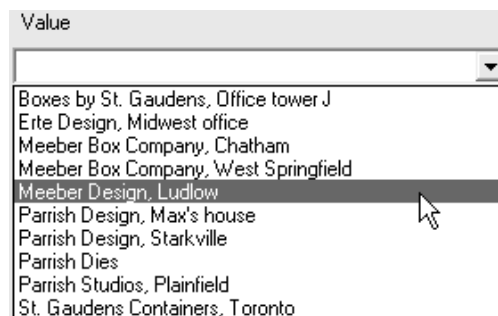 Value
Boxes by St. Gaudens, Office tower J
Erte Design, Midwest office
Meeber Box Company, Chatham
Meeber Box Company, West Springfield
Meeber Design, Ludlow
Parrish Design, Max's house
Parrish Design, Starkville
Parrish Dies
Parrish Studios, Plainfield
St. Gaudens Containers, Toronto